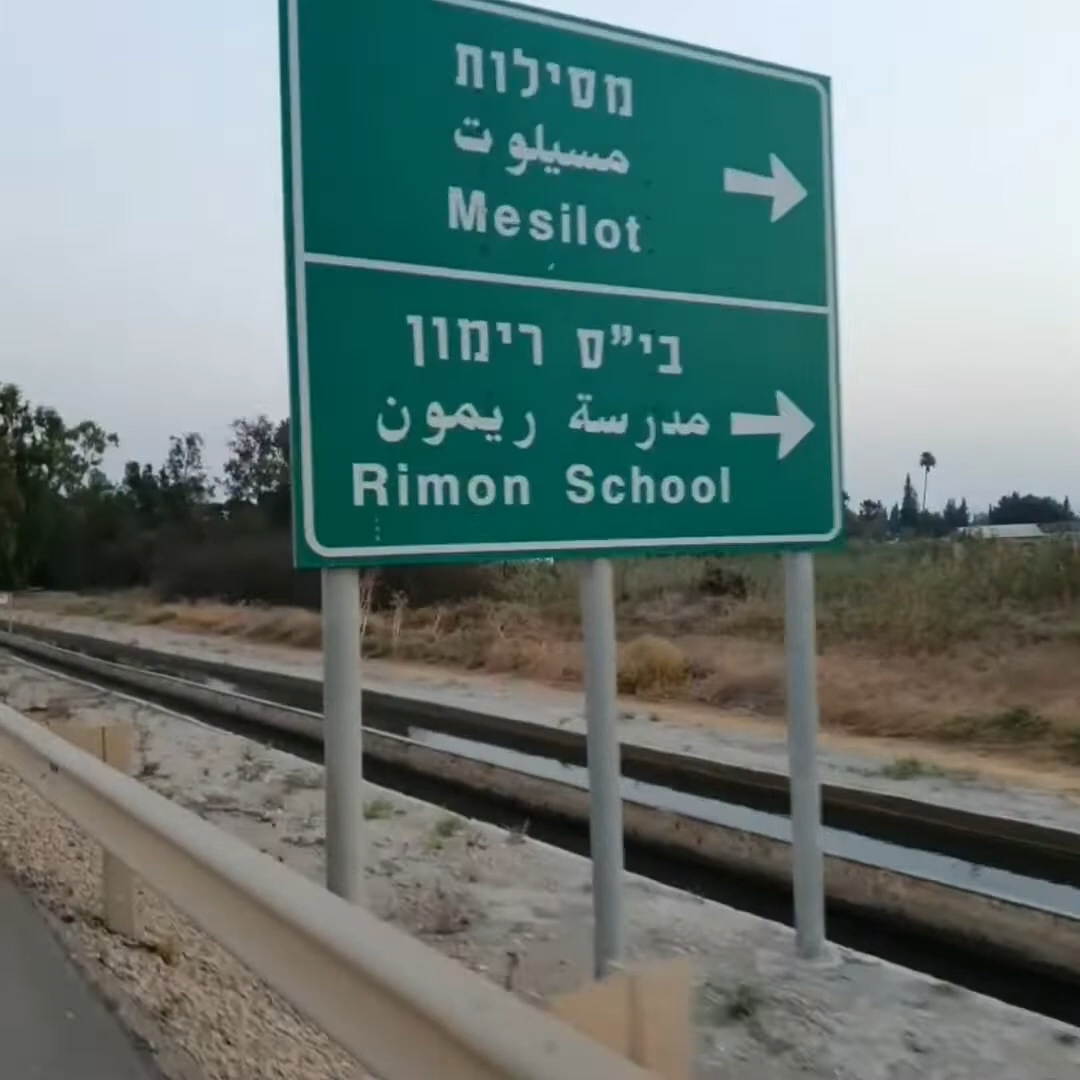 מסילות
مسيلوت
Mesilot
בי"ס רימון
مدرسة ريمون
Rimon School